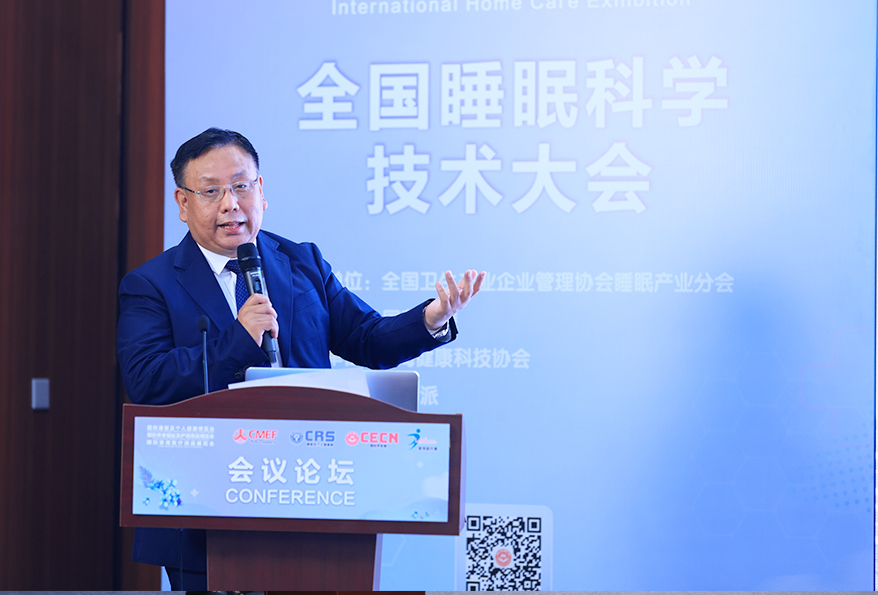 International Home Care Exhibition
全国睡眠科学
技术大会
位：全国卫 业企业管理协会睡眠产业分会
健康科技协会
派
CMEF
CRS
CECN
会议论坛
CONFERENCE